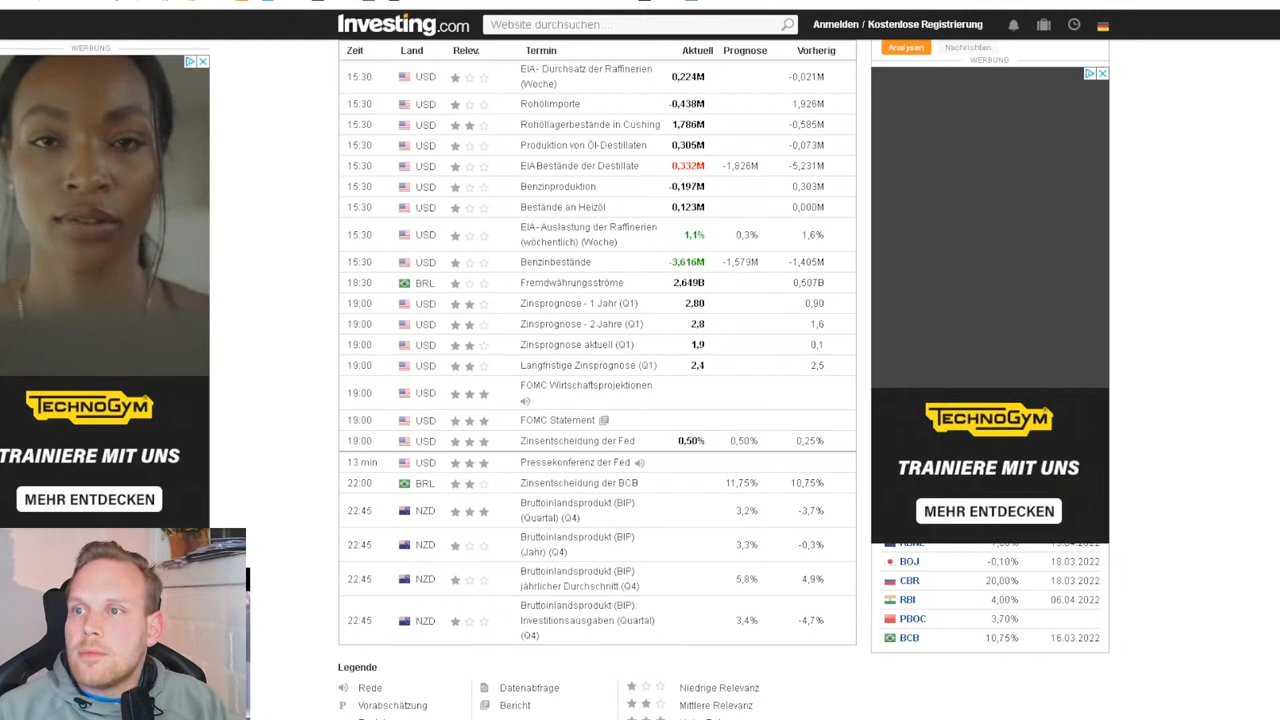 Investing.com
Website durchsuchen....
Anmelden / Kostenlose Registrierung
WERBUNG
TECHNOGYM
TRAINIERE MIT UNS
MEHR ENTDECKEN
Zeit Land Relev. Termin Aktuell Prognose Vorherig
15:30 USD EIA - Durchsatz der Raffinerien 0,224M -0,021M
(Woche)
15:30 USD Rohölimporte -0,438M 1,926M
15:30 USD Rohöllagerbestände in Cushing 1,786M -0,585M
15:30 USD Produktion von Öl-Destillaten 0,305M -0,073M
15:30 USD EIA Bestände der Destillate 0,332M -1,826M -5,231M
15:30 USD Benzinproduktion -0,197M 0,303M
15:30 USD Bestände an Heizöl 0,123M 0,000M
15:30 USD EIA - Auslastung der Raffinerien 1,1% 0,3% 1,6%
(wöchentlich) (Woche)
15:30 USD Benzinbestände -3,616M -1,579M -1,405M
18:30 BRL Fremdwährungsströme 2,649B 0,507B
19:00 USD Zinsprognose - 1 Jahr (Q1) 2,80 0,90
19:00 USD Zinsprognose - 2 Jahre (Q1) 2,8 1,6
19:00 USD Zinsprognose aktuell (Q1) 1,9 0,1
19:00 USD Langfristige Zinsprognose (Q1) 2,4 2,5
19:00 USD FOMC Wirtschaftsprojektionen
19:00 USD FOMC Statement
19:00 USD Zinsentscheidung der Fed 0,50% 0,50% 0,25%
13 min USD Pressekonferenz der Fed
22:00 BRL Zinsentscheidung der BCB 11,75% 10,75%
22:45 NZD Bruttoinlandsprodukt (BIP) 3,2% -3,7%
(Quartal) (Q4)
22:45 NZD Bruttoinlandsprodukt (BIP) 3,3% -0,3%
(Jahr) (Q4)
22:45 NZD Bruttoinlandsprodukt (BIP) 5,8% 4,9%
jährlicher Durchschnitt (Q4)
22:45 NZD Bruttoinlandsprodukt (BIP): 3,4% -4,7%
Investitionsausgaben (Quartal)
(Q4)
Legende
Rede Datenabfrage Niedrige Relevanz
P Vorabschätzung Bericht Mittlere Relevanz
Analysen Nachrichten
WERBUNG
TECHNOGYM
TRAINIERE MIT UNS
MEHR ENTDECKEN
BOJ -0,10% 18.03.2022
CBR 20,00% 18.03.2022
RBI 4,00% 06.04.2022
PBOC 3,70%
BCB 10,75% 16.03.2022